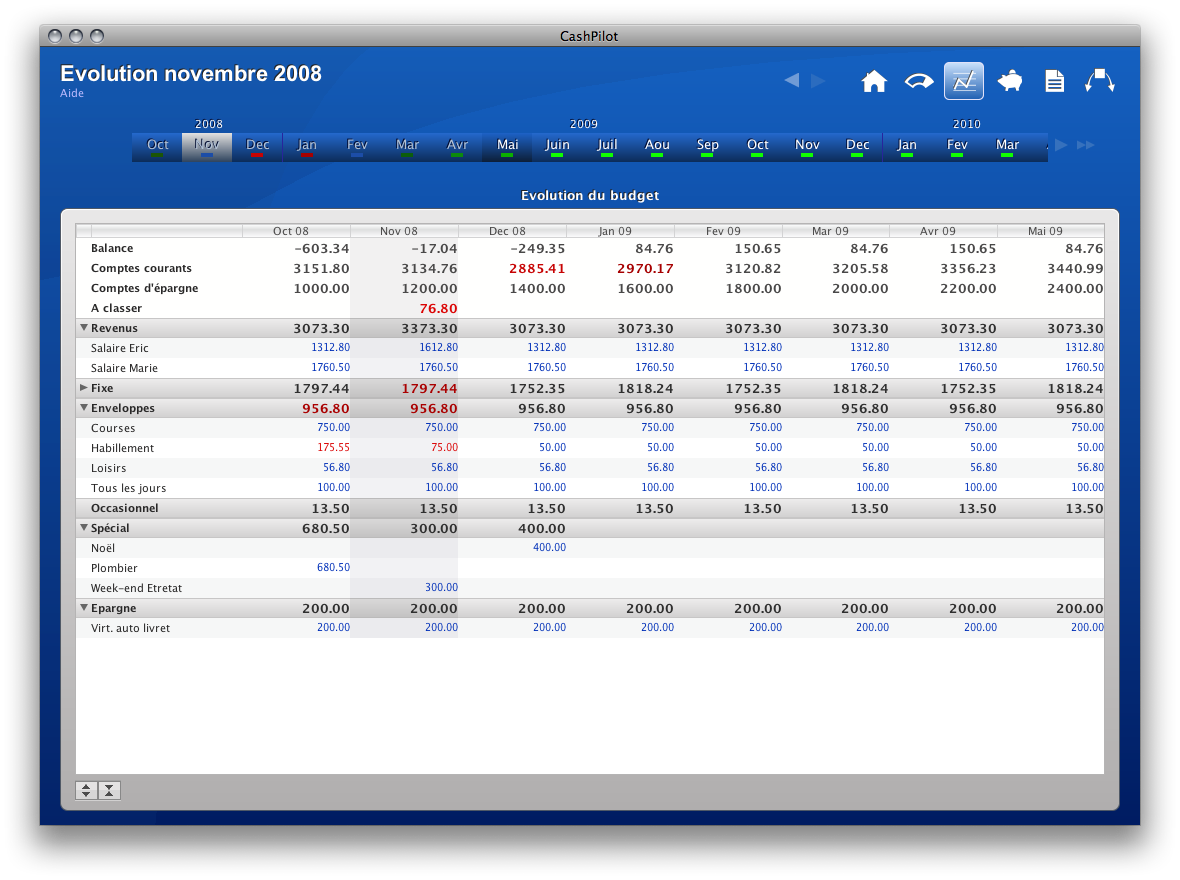 CashPilot
Evolution novembre 2008
Aide
2008 2009 2010
Oct Nov Dec Jan Fev Mar Avr Mai Juin Juil Aou Sep Oct Nov Dec Jan Fev Mar
Evolution du budget
Oct 08 Nov 08 Dec 08 Jan 09 Fev 09 Mar 09 Avr 09 Mai 09
Balance −603.34 −17.04 −249.35 84.76 150.65 84.76 150.65 84.76
Comptes courants 3151.80 3134.76 2885.41 2970.17 3120.82 3205.58 3356.23 3440.99
Comptes d'épargne 1000.00 1200.00 1400.00 1600.00 1800.00 2000.00 2200.00 2400.00
A classer 76.80
Revenus 3073.30 3373.30 3073.30 3073.30 3073.30 3073.30 3073.30 3073.30
Salaire Eric 1312.80 1612.80 1312.80 1312.80 1312.80 1312.80 1312.80 1312.80
Salaire Marie 1760.50 1760.50 1760.50 1760.50 1760.50 1760.50 1760.50 1760.50
Fixe 1797.44 1797.44 1752.35 1818.24 1752.35 1818.24 1752.35 1818.24
Enveloppes 956.80 956.80 956.80 956.80 956.80 956.80 956.80 956.80
Courses 750.00 750.00 750.00 750.00 750.00 750.00 750.00 750.00
Habillement 175.55 75.00 50.00 50.00 50.00 50.00 50.00 50.00
Loisirs 56.80 56.80 56.80 56.80 56.80 56.80 56.80 56.80
Tous les jours 100.00 100.00 100.00 100.00 100.00 100.00 100.00 100.00
Occasionnel 13.50 13.50 13.50 13.50 13.50 13.50 13.50 13.50
Spécial 680.50 300.00 400.00
Noël 400.00
Plombier 680.50
Week-end Etretat 300.00
Epargne 200.00 200.00 200.00 200.00 200.00 200.00 200.00 200.00
Virt. auto livret 200.00 200.00 200.00 200.00 200.00 200.00 200.00 200.00